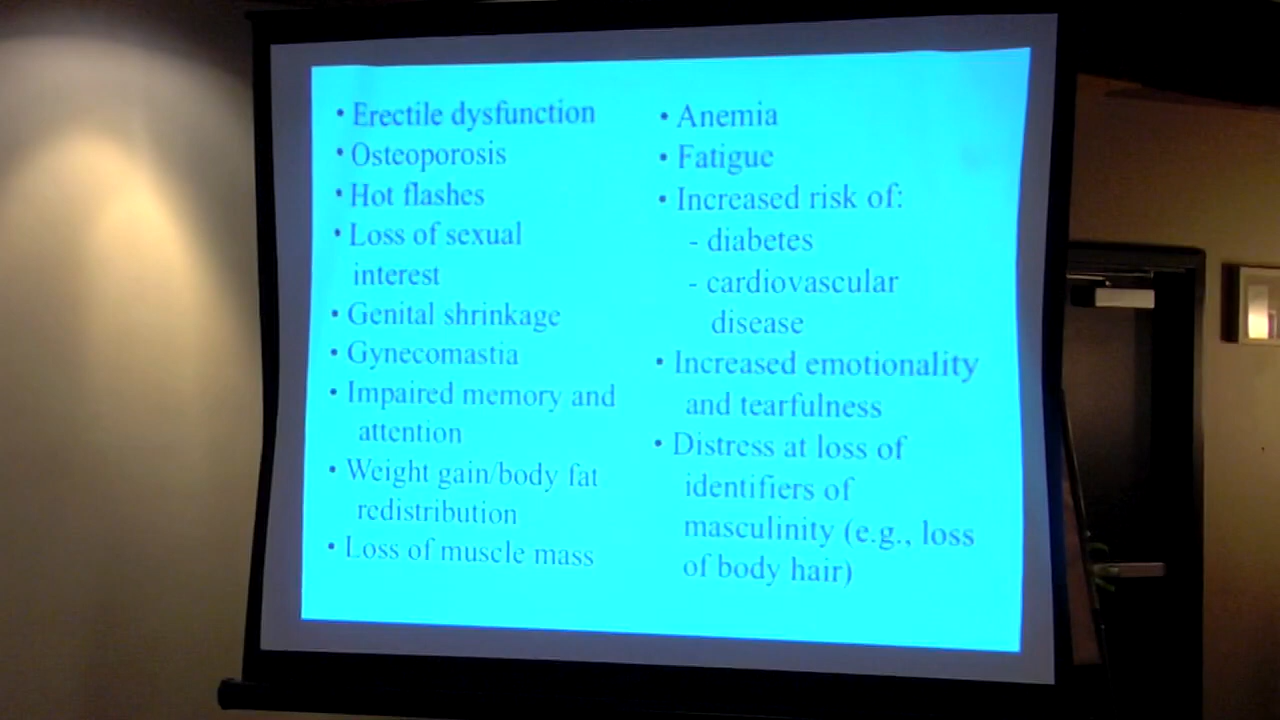 • Erectile dysfunction
• Osteoporosis
• Hot flashes
• Loss of sexual
interest
• Genital shrinkage
• Gynecomastia
• Impaired memory and
attention
• Weight gain/body fat
redistribution
• Loss of muscle mass
• Anemia
• Fatigue
• Increased risk of:
- diabetes
- cardiovascular
disease
• Increased emotionality
and tearfulness
• Distress at loss of
identifiers of
masculinity (e.g., loss
of body hair)